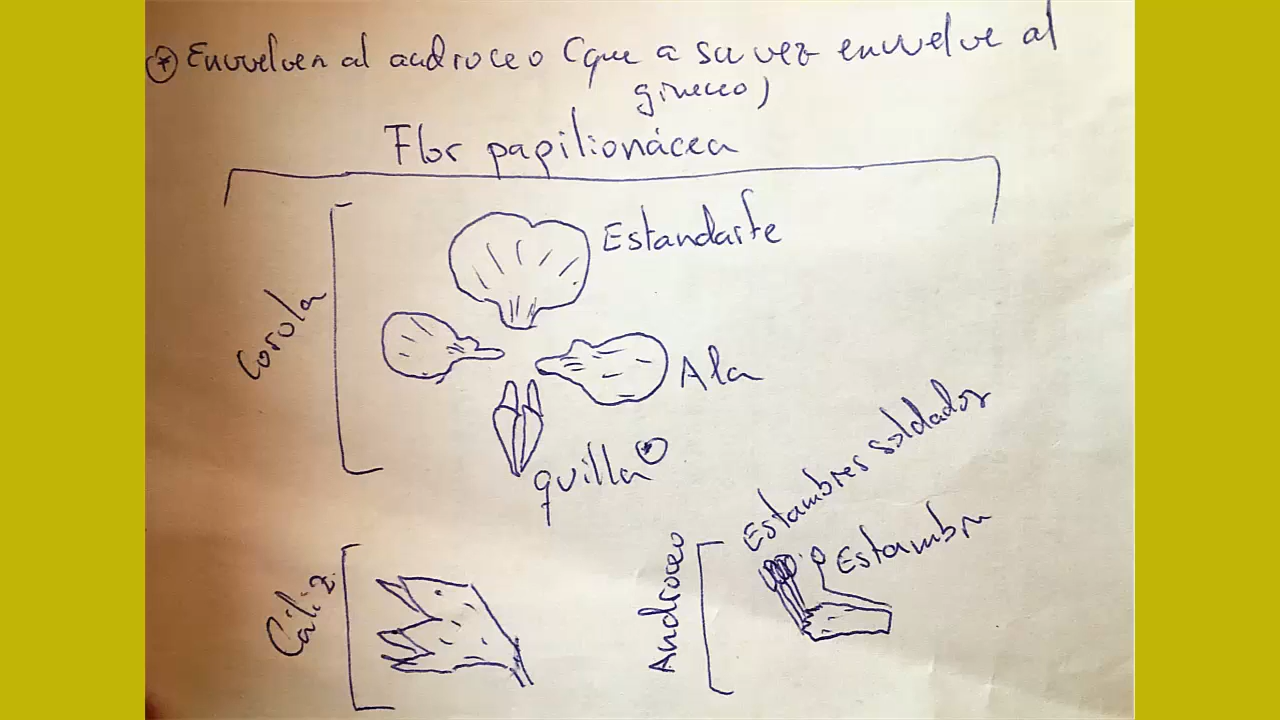 * Envuelven al androceo (que a su vez envuelve al
gineceo)
Flor papilionácea
Corola
Estandarte
Ala
quilla *
Cáliz
Androceo
Estambres soldados
Estambre